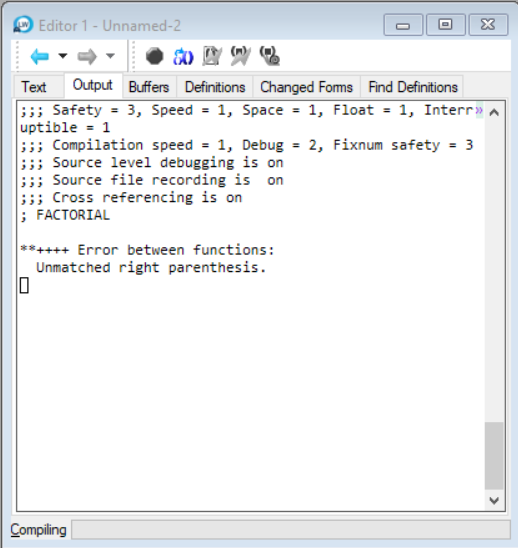 Editor 1 - Unnamed-2
Text Output Buffers Definitions Changed Forms Find Definitions
;;; Safety = 3, Speed = 1, Space = 1, Float = 1, Interr»
uptible = 1
;;; Compilation speed = 1, Debug = 2, Fixnum safety = 3
;;; Source level debugging is on
;;; Source file recording is  on
;;; Cross referencing is on
; FACTORIAL
**++++ Error between functions:
  Unmatched right parenthesis.
Compiling